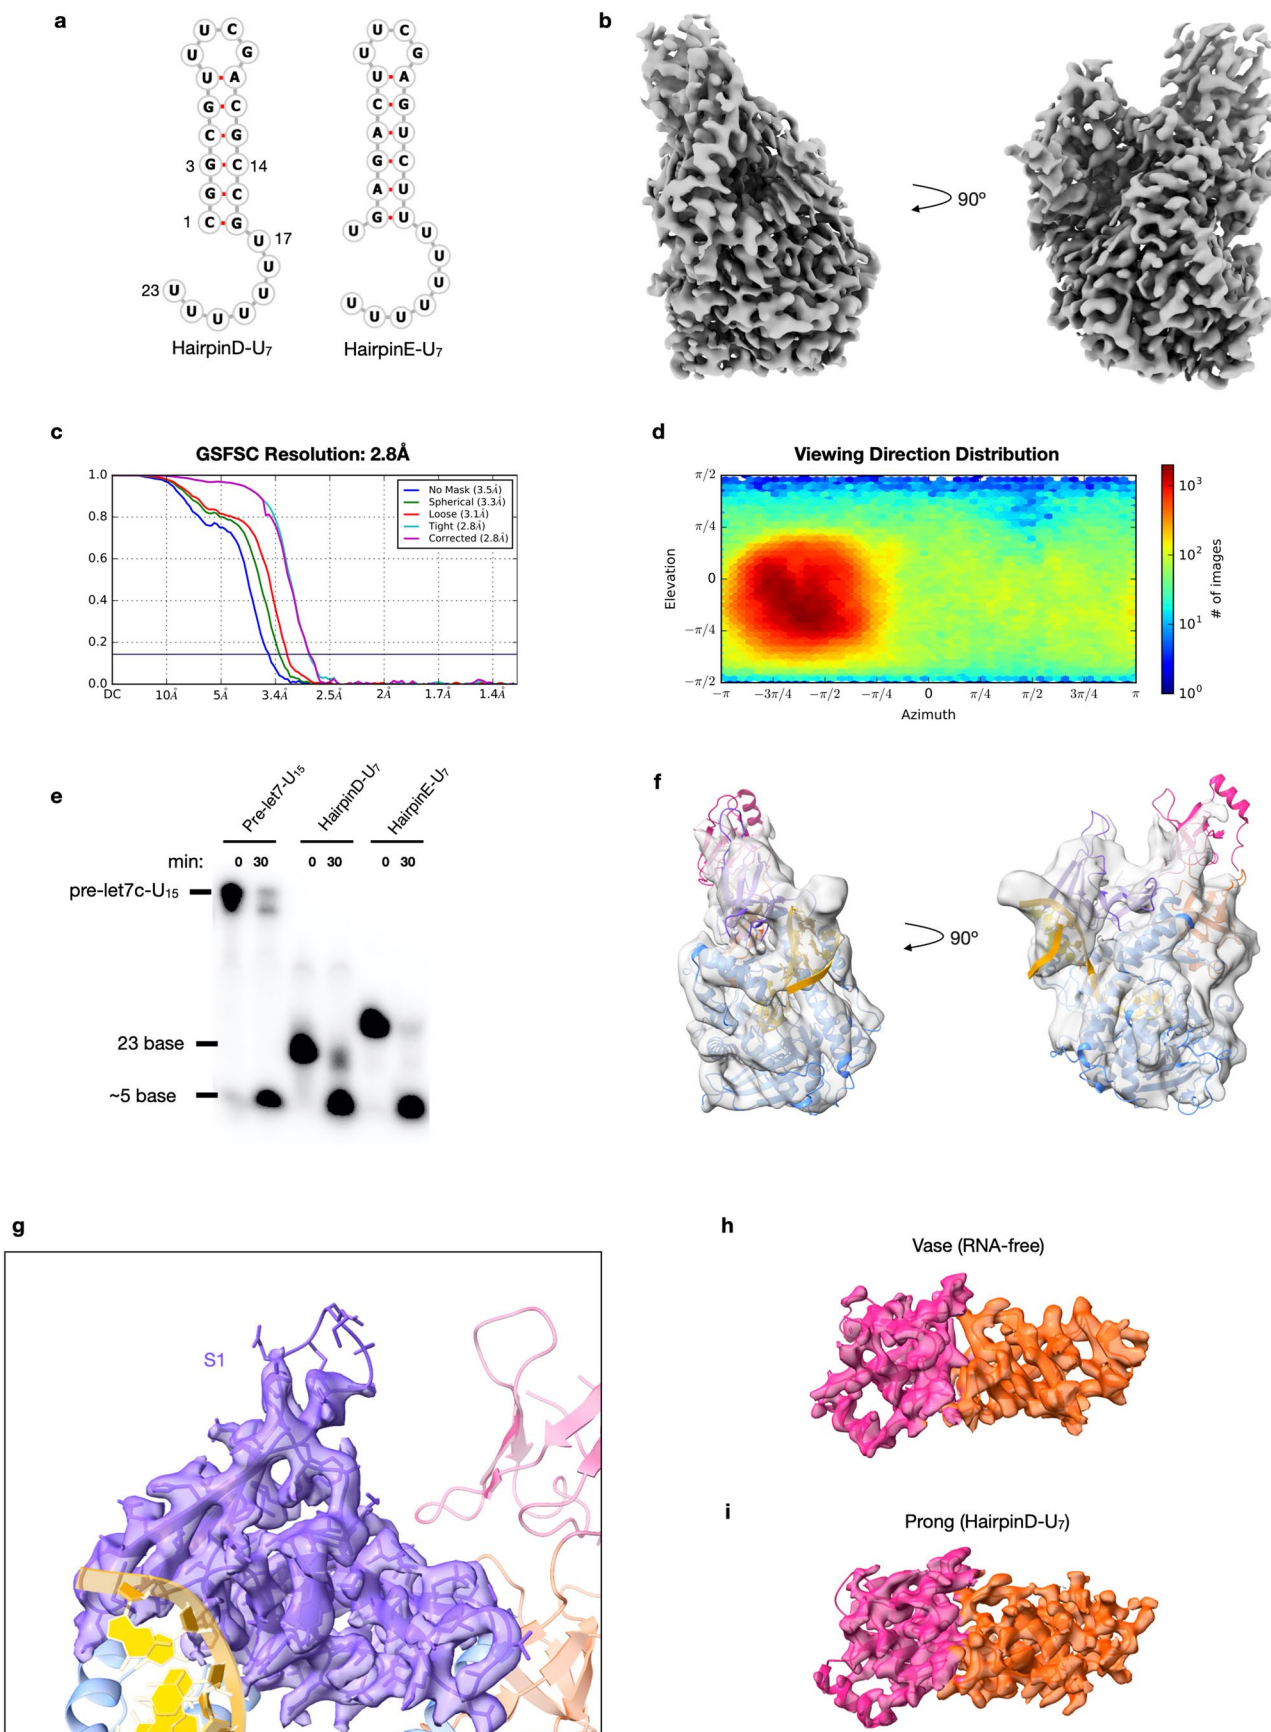 a
U C
U G
U A
G C
C G
3 G C 14
G C
1 C G
U 17
U
U
U
U
U
23 U
HairpinD-U₇
U C
U G
U A
C G
A U
G C
A U
G U
U U
U
U
U
U
U
U
HairpinE-U₇
b
90º
c
GSFSC Resolution: 2.8Å
1.0
0.8
0.6
0.4
0.2
0.0
No Mask (3.5Å)
Spherical (3.3Å)
Loose (3.1Å)
Tight (2.8Å)
Corrected (2.8Å)
DC 10Å 5Å 3.4Å 2.5Å 2Å 1.7Å 1.4Å
d
Viewing Direction Distribution
π/2
π/4
0
−π/4
−π/2
Elevation
−π −3π/4 −π/2 −π/4 0 π/4 π/2 3π/4 π
Azimuth
10³
10²
10¹
10⁰
# of images
e
Pre-let7-U₁₅
HairpinD-U₇
HairpinE-U₇
min: 0 30 0 30 0 30
pre-let7c-U₁₅
23 base
~5 base
f
90º
g
S1
h
Vase (RNA-free)
i
Prong (HairpinD-U₇)